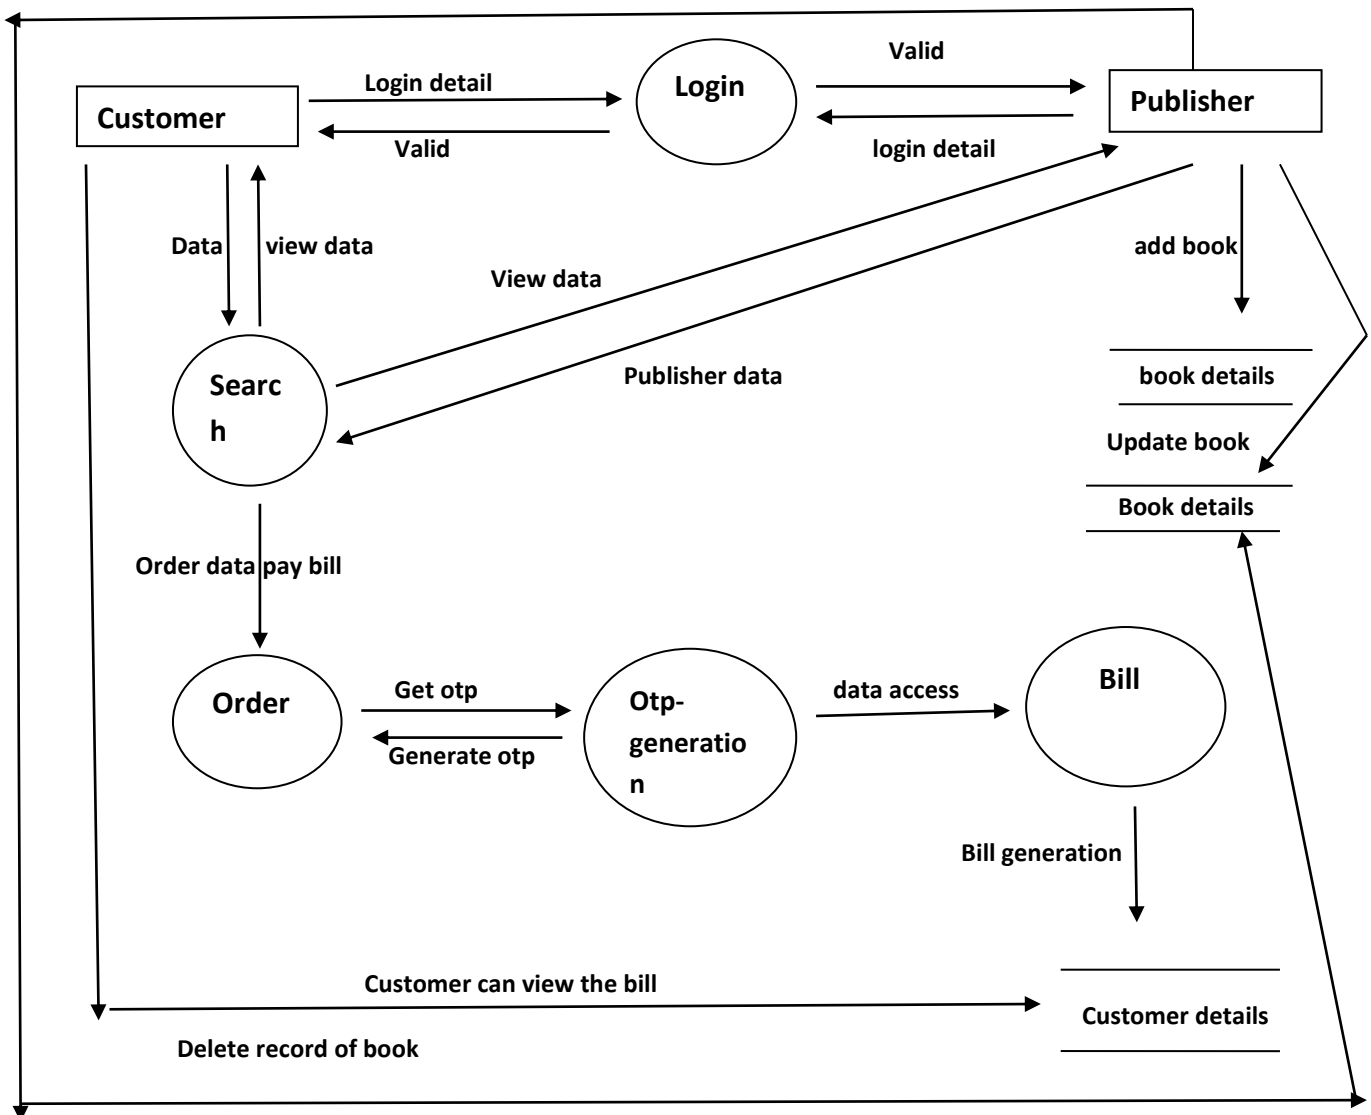 Valid
Login detail
Login
Publisher
Customer
Valid
login detail
Data
view data
add book
View data
Searc
h
Publisher data
book details
Update book
Book details
Order data pay bill
Order
Get otp
Generate otp
Otp-
generatio
n
data access
Bill
Bill generation
Customer can view the bill
Customer details
Delete record of book